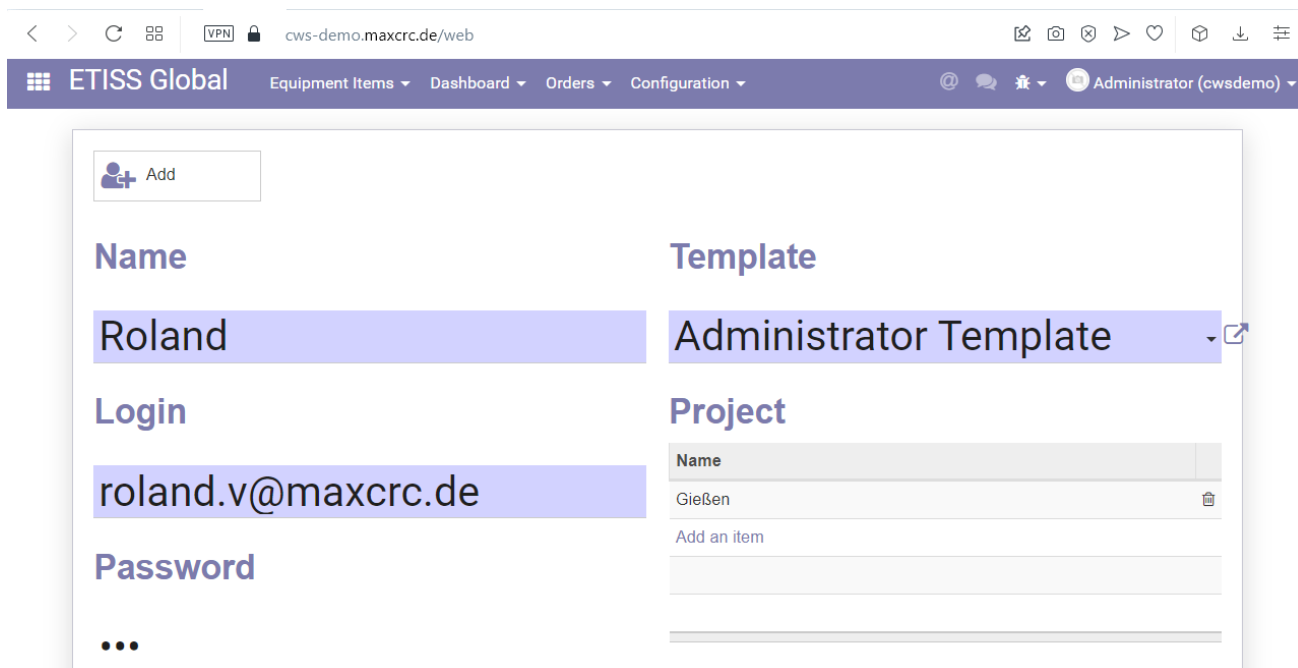 VPN cws-demo.maxcrc.de/web
ETISS Global Equipment Items Dashboard Orders Configuration @ Administrator (cwsdemo)
Add
Name
Roland
Login
roland.v@maxcrc.de
Password
•••
Template
Administrator Template
Project
Name
Gießen
Add an item